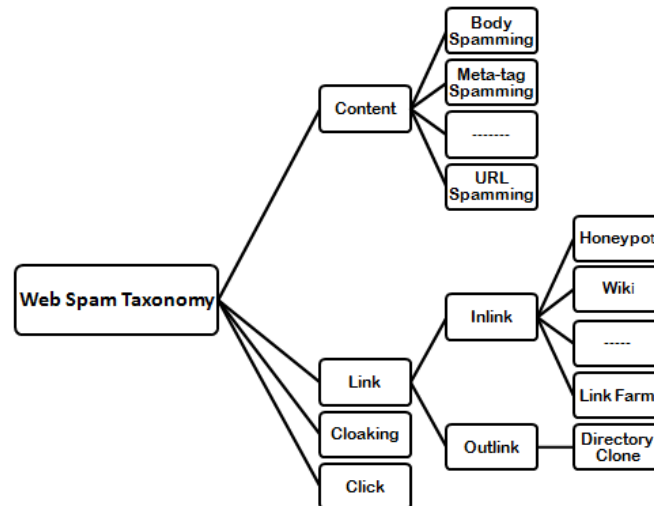 Body
Spamming
Meta-tag
Spamming
Content
-------
URL
Spamming
Honeypot
Web Spam Taxonomy
Wiki
Inlink
-----
Link
Link Farm
Cloaking
Outlink
Directory
Clone
Click